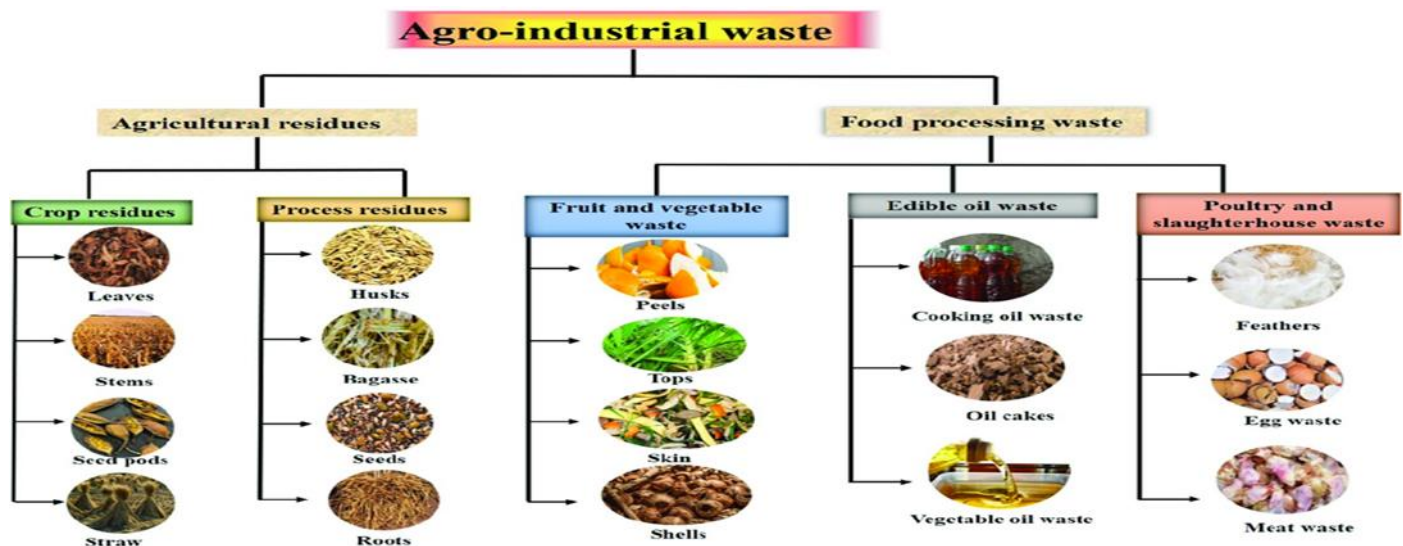 Agro-industrial waste
Agricultural residues
Food processing waste
Crop residues
Process residues
Fruit and vegetable
waste
Edible oil waste
Poultry and
slaughterhouse waste
Leaves
Stems
Seed pods
Straw
Husks
Bagasse
Seeds
Roots
Peels
Tops
Skin
Shells
Cooking oil waste
Oil cakes
Vegetable oil waste
Feathers
Egg waste
Meat waste